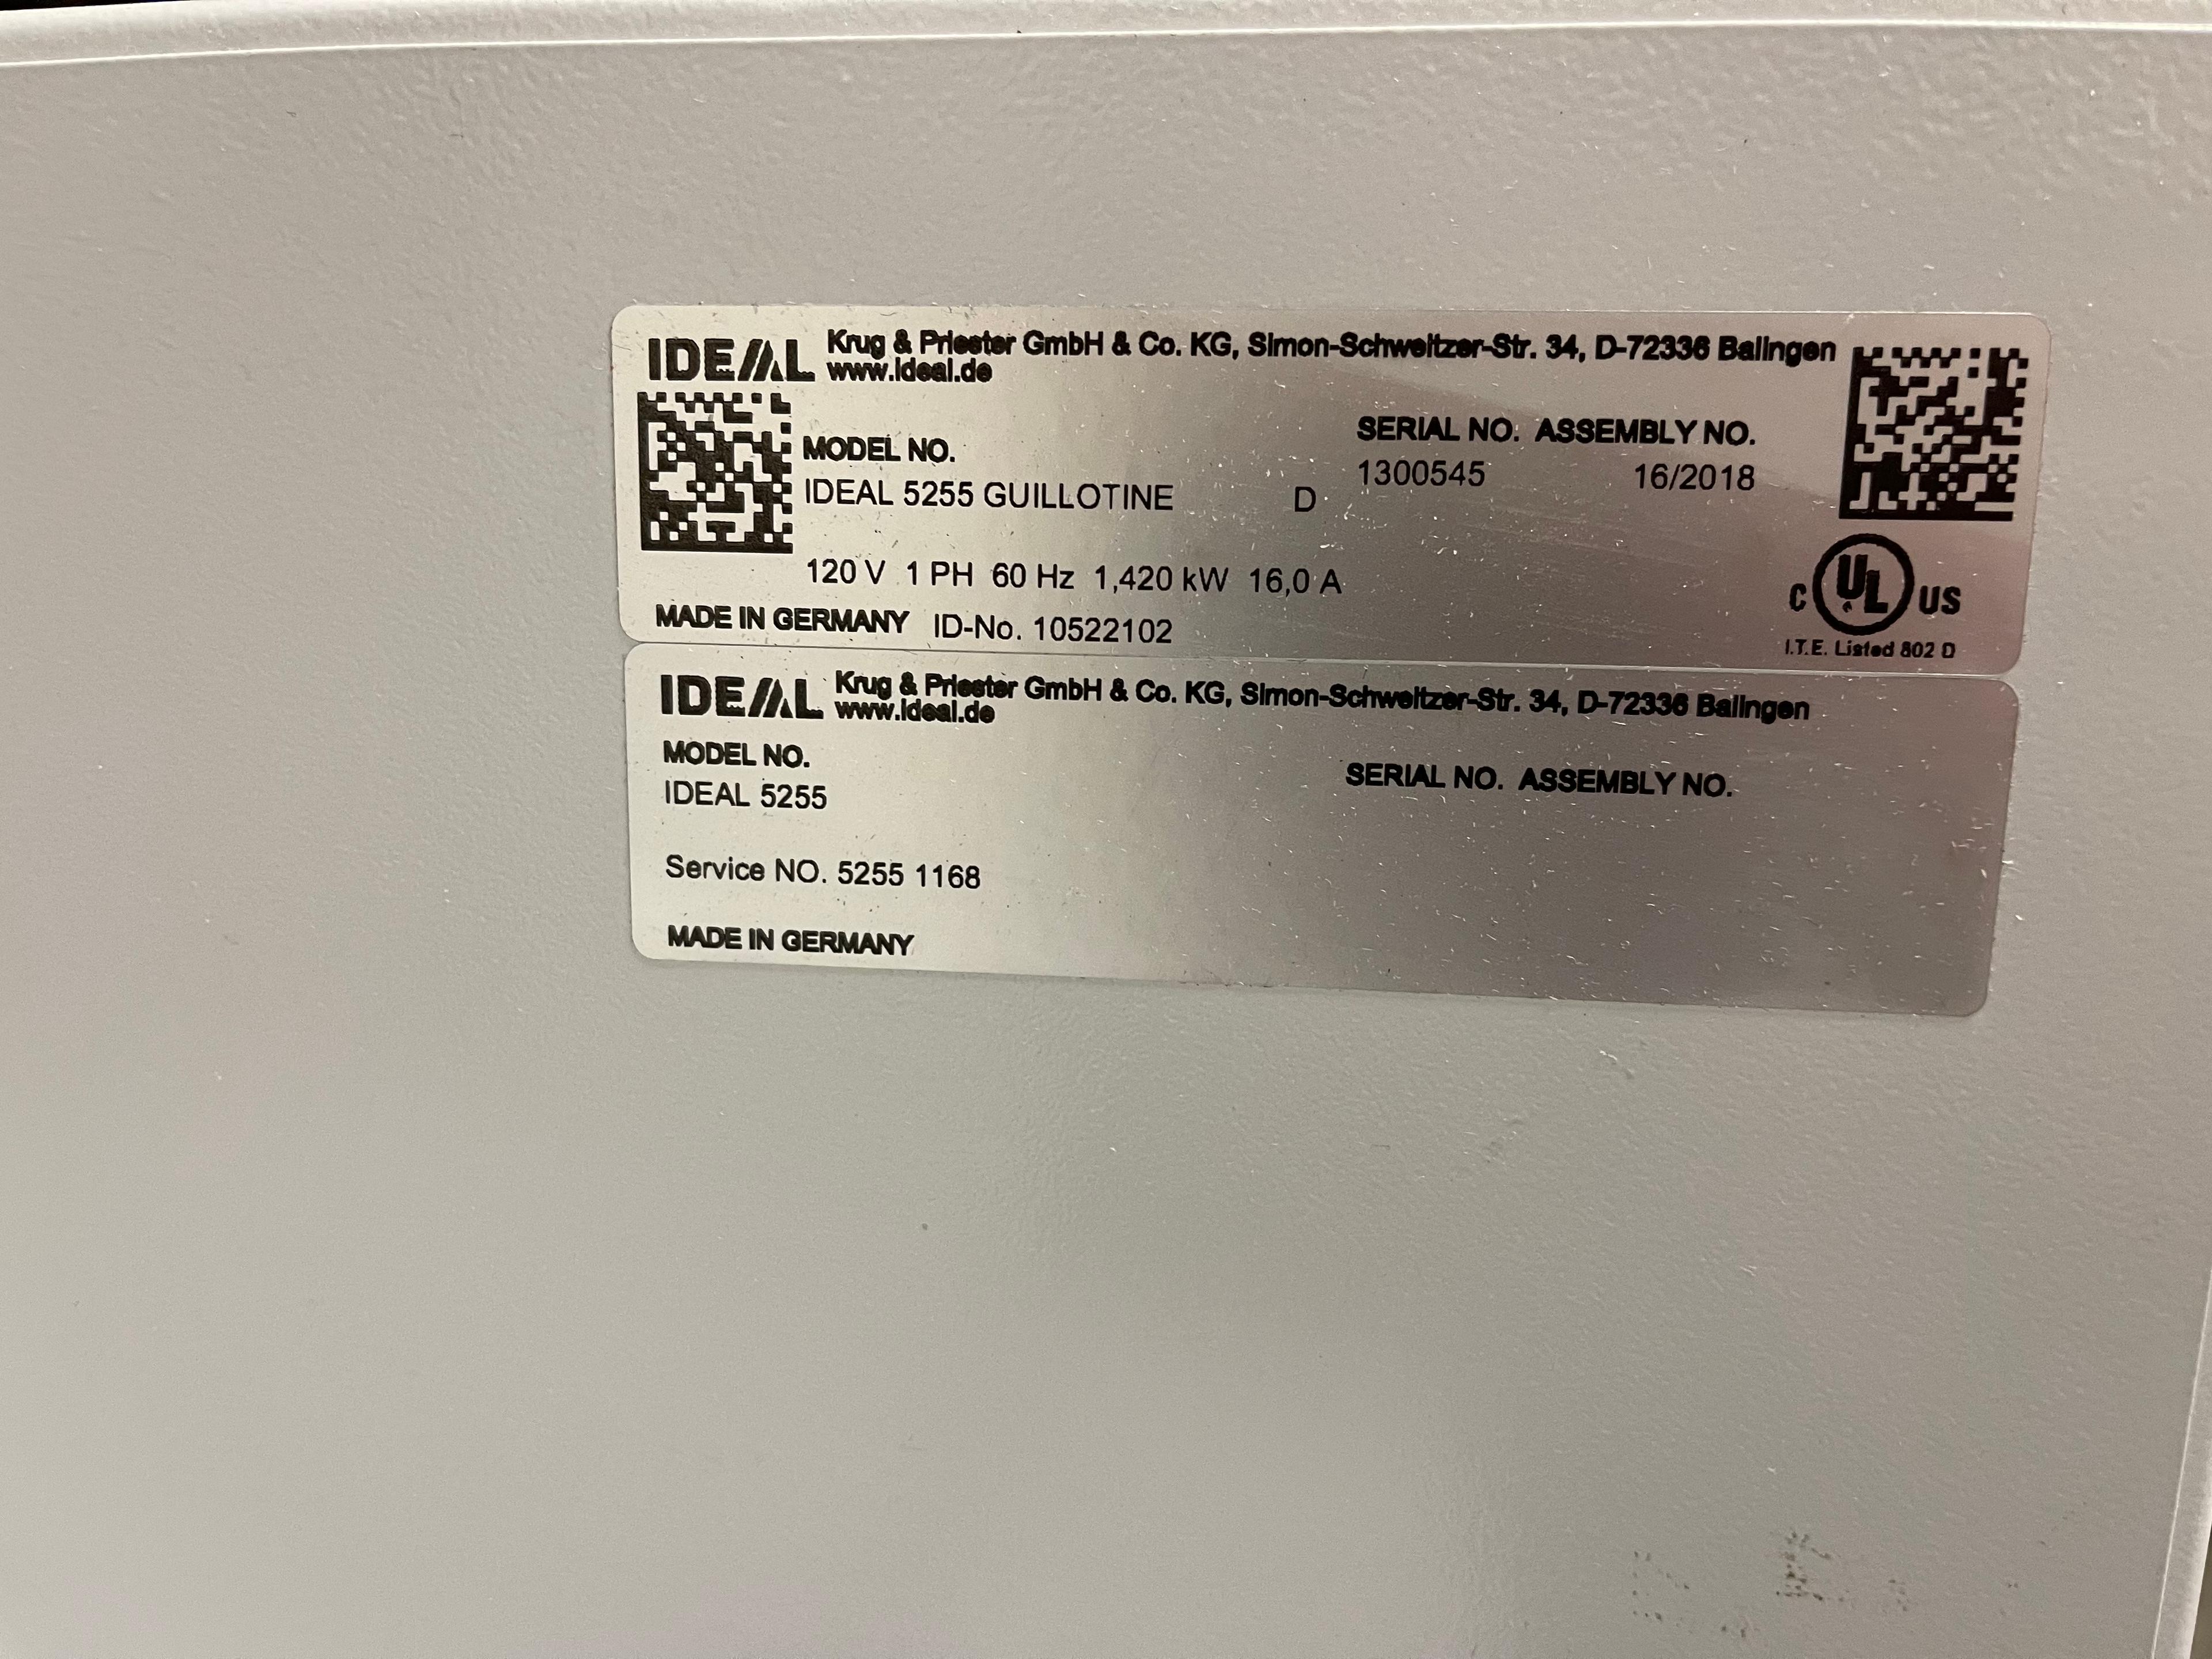 IDEAL Krug & Priester GmbH & Co. KG, Simon-Schweitzer-Str. 34, D-72336 Balingen
www.ideal.de
MODEL NO. SERIAL NO. ASSEMBLY NO.
IDEAL 5255 GUILLOTINE D 1300545 16/2018
120 V 1 PH 60 Hz 1,420 kW 16,0 A
MADE IN GERMANY ID-No. 10522102
C UL US
I.T.E. Listed 802 D
IDEAL Krug & Priester GmbH & Co. KG, Simon-Schweitzer-Str. 34, D-72336 Balingen
www.ideal.de
MODEL NO. SERIAL NO. ASSEMBLY NO.
IDEAL 5255
Service NO. 5255 1168
MADE IN GERMANY